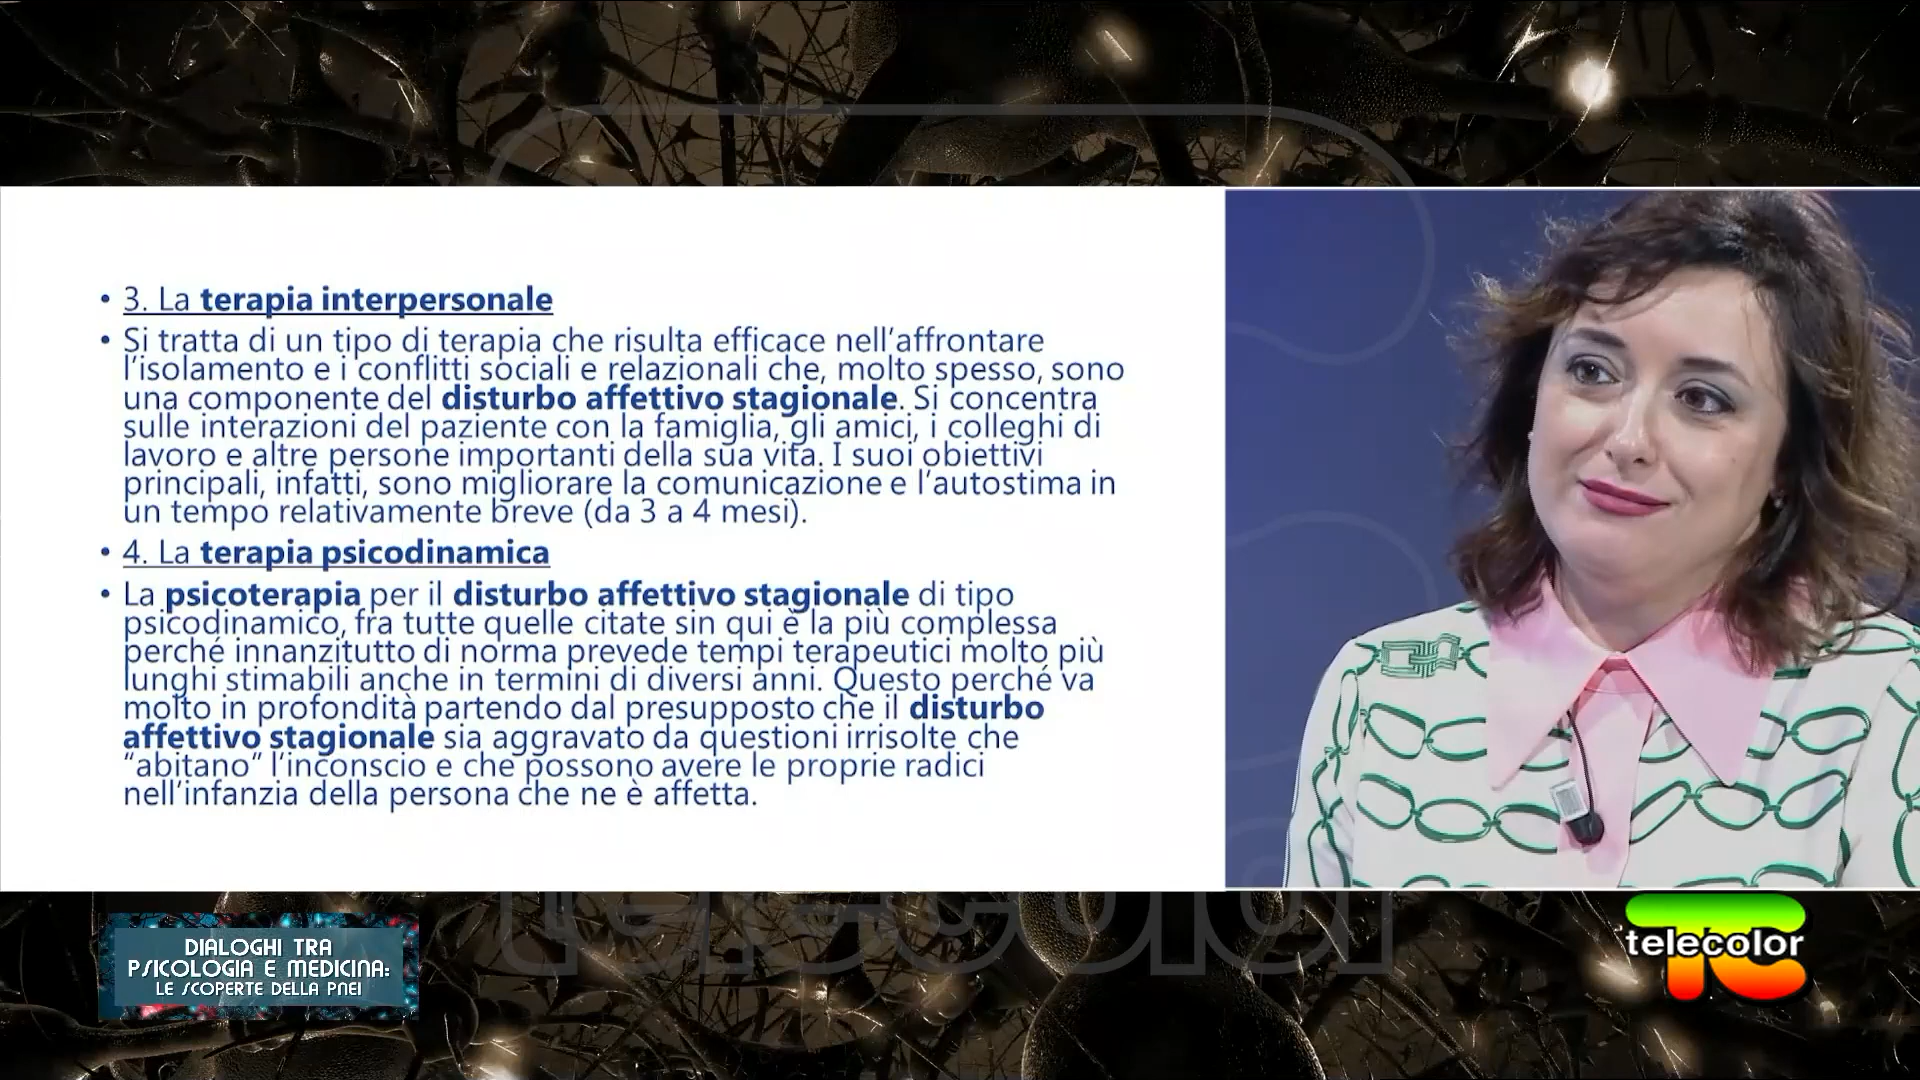 • 3. La terapia interpersonale
• Si tratta di un tipo di terapia che risulta efficace nell'affrontare
l'isolamento e i conflitti sociali e relazionali che, molto spesso, sono
una componente del disturbo affettivo stagionale. Si concentra
sulle interazioni del paziente con la famiglia, gli amici, i colleghi di
lavoro e altre persone importanti della sua vita. I suoi obiettivi
principali, infatti, sono migliorare la comunicazione e l'autostima in
un tempo relativamente breve (da 3 a 4 mesi).
• 4. La terapia psicodinamica
• La psicoterapia per il disturbo affettivo stagionale di tipo
psicodinamico, fra tutte quelle citate sin qui è la più complessa
perché innanzitutto di norma prevede tempi terapeutici molto più
lunghi stimabili anche in termini di diversi anni. Questo perché va
molto in profondità partendo dal presupposto che il disturbo
affettivo stagionale sia aggravato da questioni irrisolte che
"abitano" l'inconscio e che possono avere le proprie radici
nell'infanzia della persona che ne è affetta.
DIALOGHI TRA
PSICOLOGIA E MEDICINA:
LE SCOPERTE DELLA PNEI
telecolor
TC
telecolor